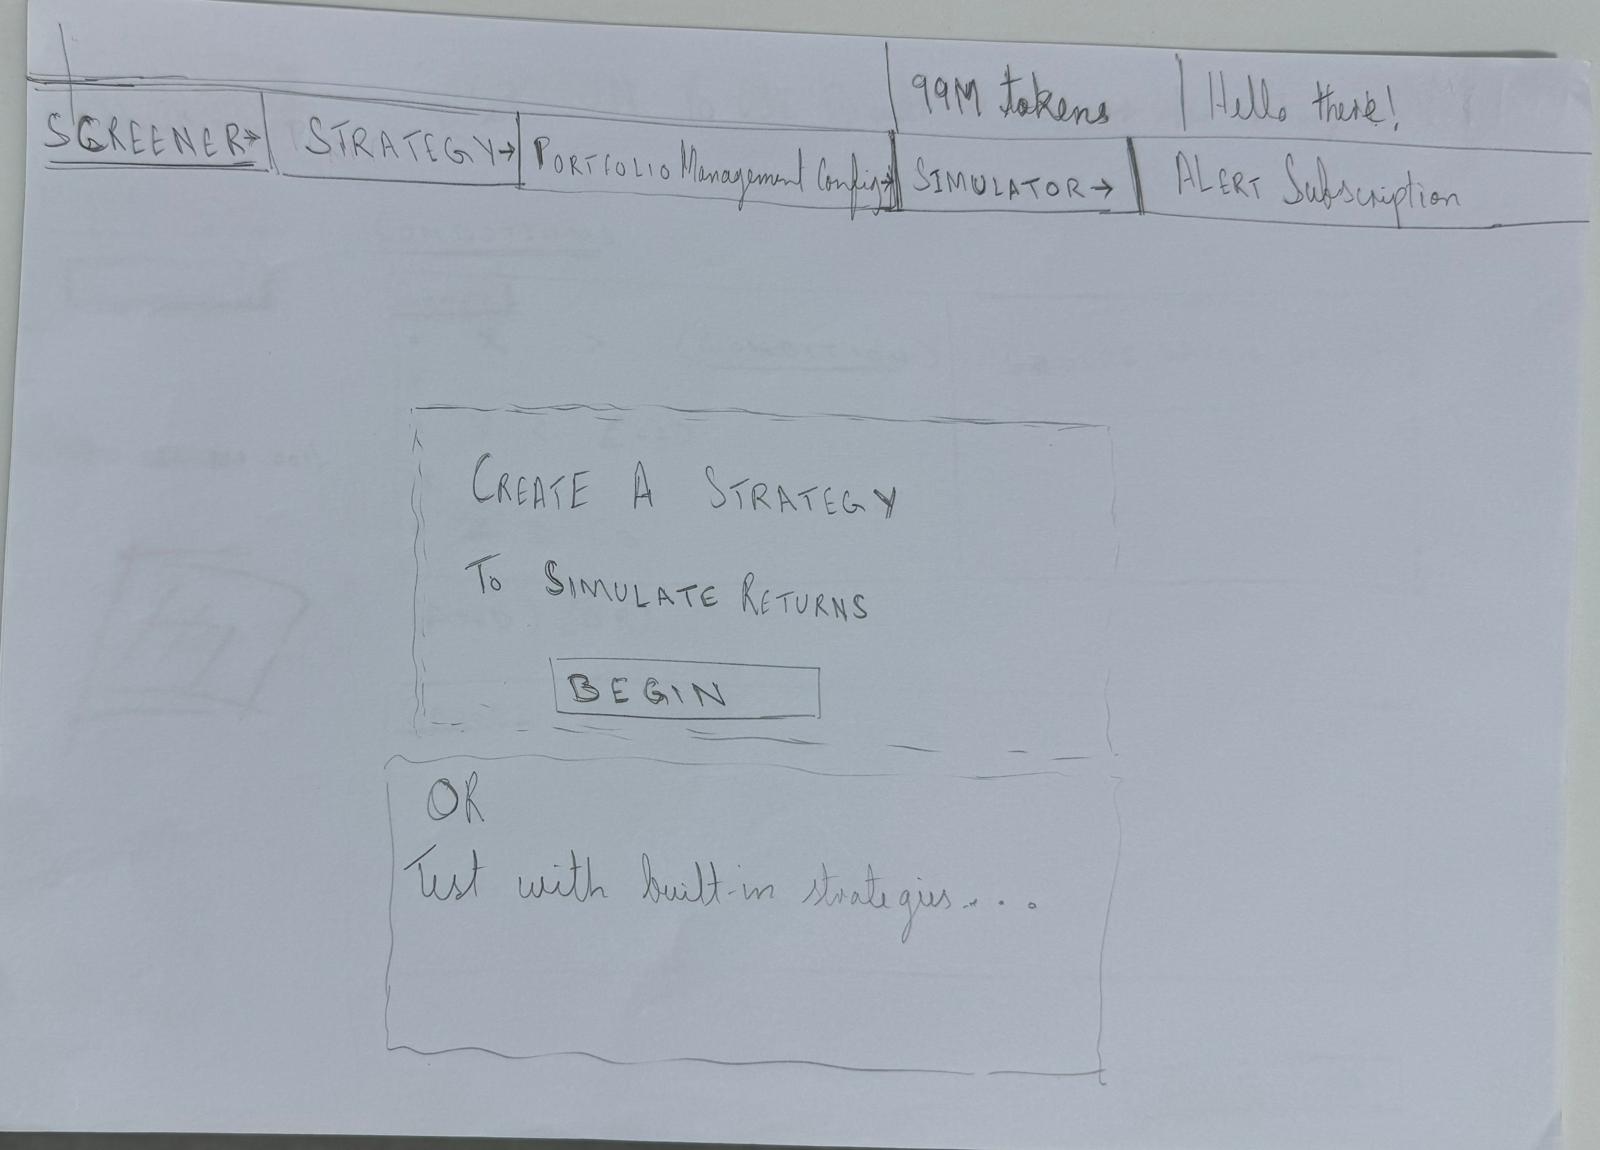 99M tokens
Hello there!
SCREENER→
STRATEGY→
PORTFOLIO Management Config→
SIMULATOR→
ALERT Subscription
CREATE A STRATEGY
TO SIMULATE RETURNS
BEGIN
OR
Test with built-in strategies....